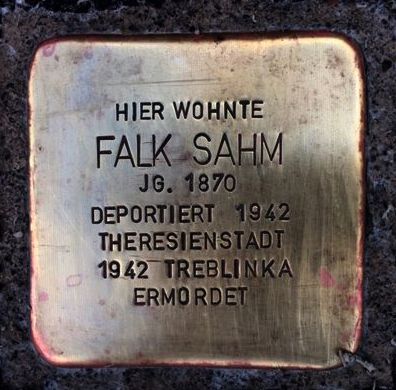 HIER WOHNTE
FALK SAHM
JG. 1870
DEPORTIERT 1942
THERESIENSTADT
1942 TREBLINKA
ERMORDET